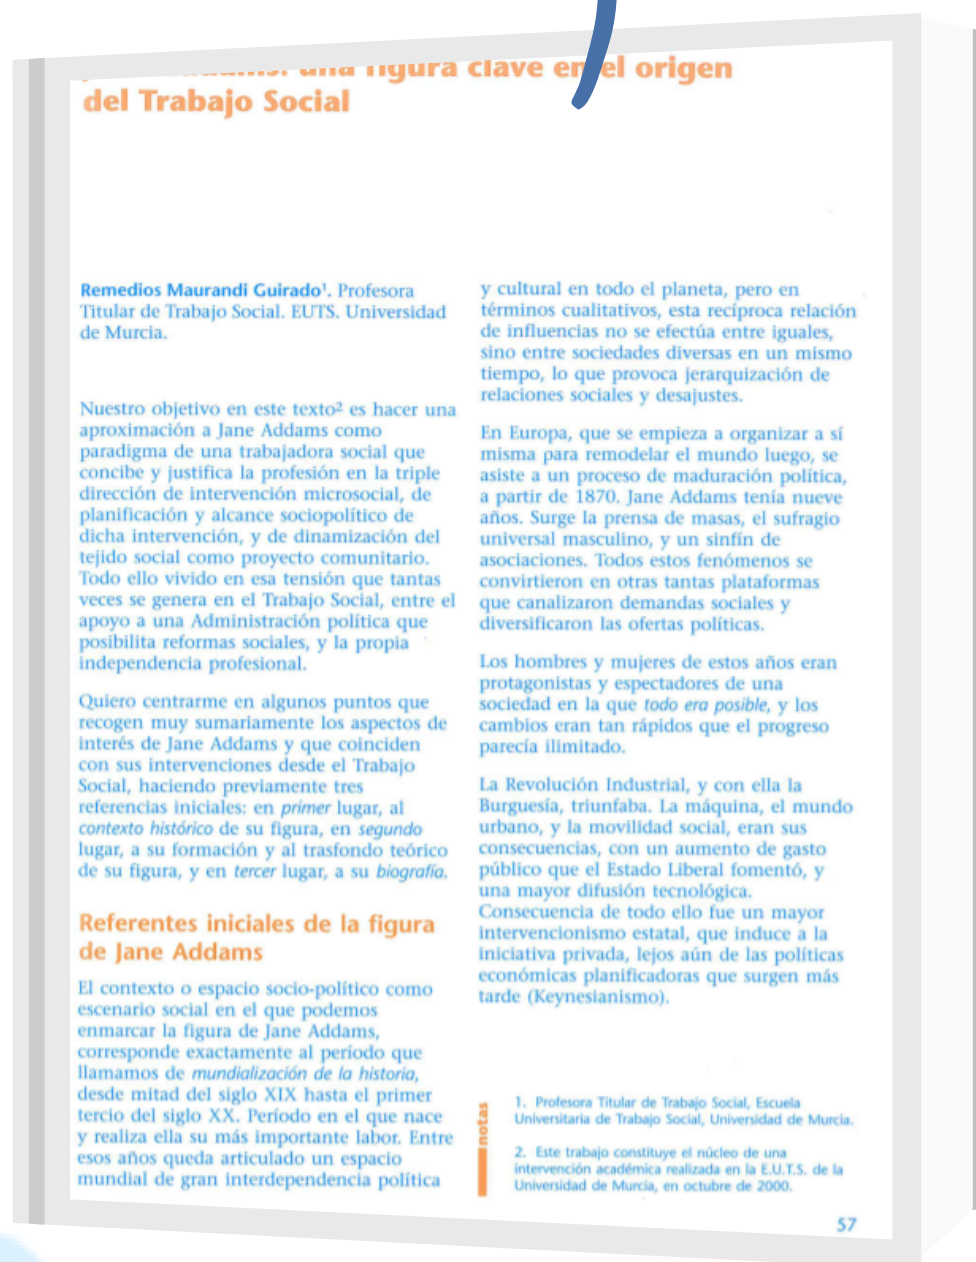 una figura clave en el origen
del Trabajo Social
Remedios Maurandi Guirado¹. Profesora
Titular de Trabajo Social. EUTS. Universidad
de Murcia.
Nuestro objetivo en este texto² es hacer una
aproximación a Jane Addams como
paradigma de una trabajadora social que
concibe y justifica la profesión en la triple
dirección de intervención microsocial, de
planificación y alcance sociopolítico de
dicha intervención, y de dinamización del
tejido social como proyecto comunitario.
Todo ello vivido en esa tensión que tantas
veces se genera en el Trabajo Social, entre el
apoyo a una Administración política que
posibilita reformas sociales, y la propia
independencia profesional.
Quiero centrarme en algunos puntos que
recogen muy sumariamente los aspectos de
interés de Jane Addams y que coinciden
con sus intervenciones desde el Trabajo
Social, haciendo previamente tres
referencias iniciales: en primer lugar, al
contexto histórico de su figura, en segundo
lugar, a su formación y al trasfondo teórico
de su figura, y en tercer lugar, a su biografía.
Referentes iniciales de la figura
de Jane Addams
El contexto o espacio socio-político como
escenario social en el que podemos
enmarcar la figura de Jane Addams,
corresponde exactamente al período que
llamamos de mundialización de la historia,
desde mitad del siglo XIX hasta el primer
tercio del siglo XX. Período en el que nace
y realiza ella su más importante labor. Entre
esos años queda articulado un espacio
mundial de gran interdependencia política
y cultural en todo el planeta, pero en
términos cualitativos, esta recíproca relación
de influencias no se efectúa entre iguales,
sino entre sociedades diversas en un mismo
tiempo, lo que provoca jerarquización de
relaciones sociales y desajustes.
En Europa, que se empieza a organizar a sí
misma para remodelar el mundo luego, se
asiste a un proceso de maduración política,
a partir de 1870. Jane Addams tenía nueve
años. Surge la prensa de masas, el sufragio
universal masculino, y un sinfín de
asociaciones. Todos estos fenómenos se
convirtieron en otras tantas plataformas
que canalizaron demandas sociales y
diversificaron las ofertas políticas.
Los hombres y mujeres de estos años eran
protagonistas y espectadores de una
sociedad en la que todo era posible, y los
cambios eran tan rápidos que el progreso
parecía ilimitado.
La Revolución Industrial, y con ella la
Burguesía, triunfaba. La máquina, el mundo
urbano, y la movilidad social, eran sus
consecuencias, con un aumento de gasto
público que el Estado Liberal fomentó, y
una mayor difusión tecnológica.
Consecuencia de todo ello fue un mayor
intervencionismo estatal, que induce a la
iniciativa privada, lejos aún de las políticas
económicas planificadoras que surgen más
tarde (Keynesianismo).
notas
1. Profesora Titular de Trabajo Social, Escuela
Universitaria de Trabajo Social, Universidad de Murcia.
2. Este trabajo constituye el núcleo de una
intervención académica realizada en la E.U.T.S. de la
Universidad de Murcia, en octubre de 2000.
57